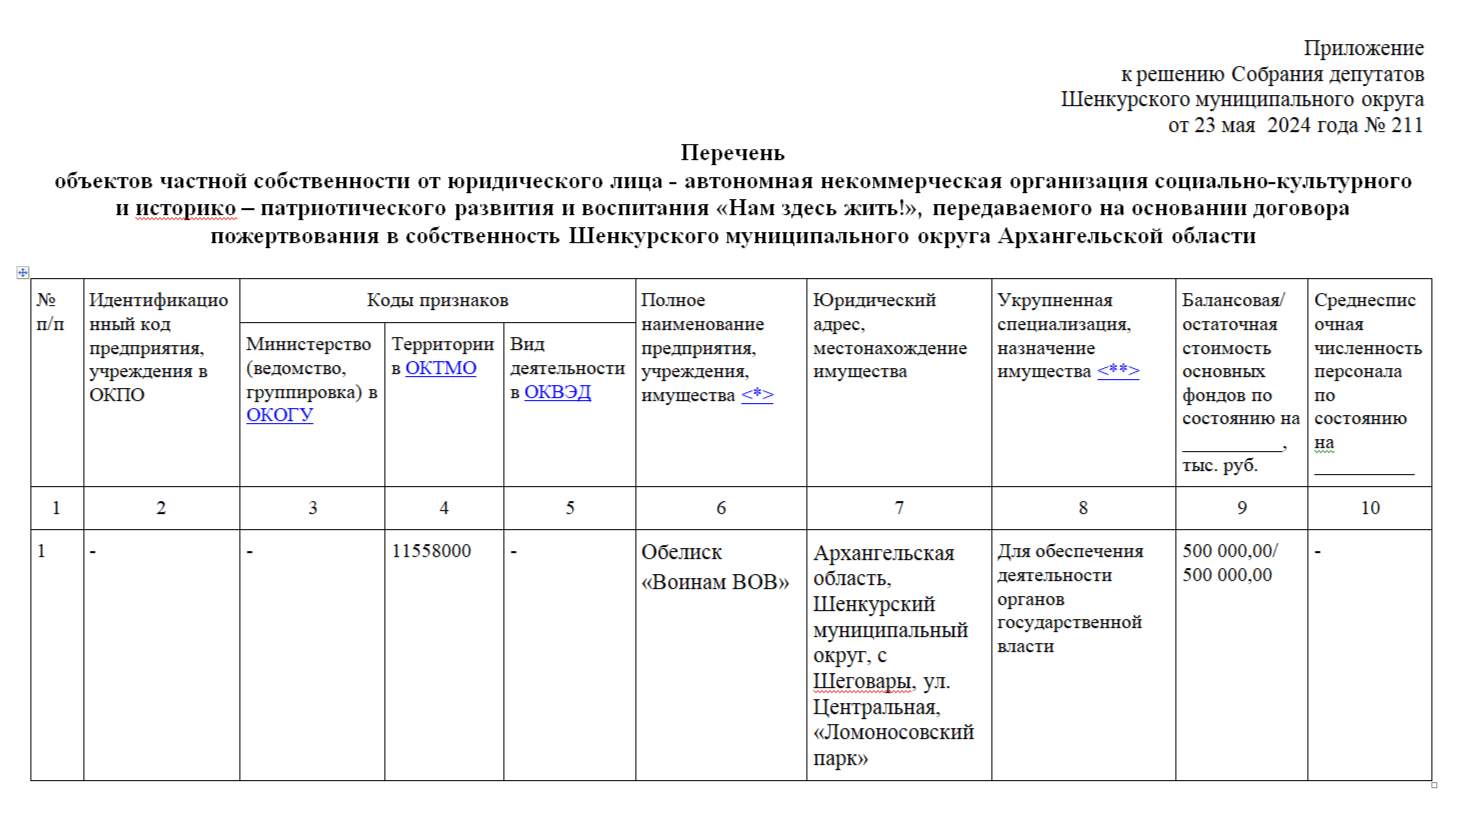 Приложение
к решению Собрания депутатов
Шенкурского муниципального округа
от 23 мая  2024 года № 211
Перечень
объектов частной собственности от юридического лица - автономная некоммерческая организация социально-культурного
и историко – патриотического развития и воспитания «Нам здесь жить!», передаваемого на основании договора
пожертвования в собственность Шенкурского муниципального округа Архангельской области
№
п/п
Идентификацио
нный код
предприятия,
учреждения в
ОКПО
Коды признаков
Министерство
(ведомство,
группировка) в
ОКОГУ
Территории
в ОКТМО
Вид
деятельности
в ОКВЭД
Полное
наименование
предприятия,
учреждения,
имущества <*>
Юридический
адрес,
местонахождение
имущества
Укрупненная
специализация,
назначение
имущества <**>
Балансовая/
остаточная
стоимость
основных
фондов по
состоянию на
__________,
тыс. руб.
Среднеспис
очная
численность
персонала
по
состоянию
на
__________
1
2
3
4
5
6
7
8
9
10
1
-
-
11558000
-
Обелиск
«Воинам ВОВ»
Архангельская
область,
Шенкурский
муниципальный
округ, с
Шеговары, ул.
Центральная,
«Ломоносовский
парк»
Для обеспечения
деятельности
органов
государственной
власти
500 000,00/
500 000,00
-